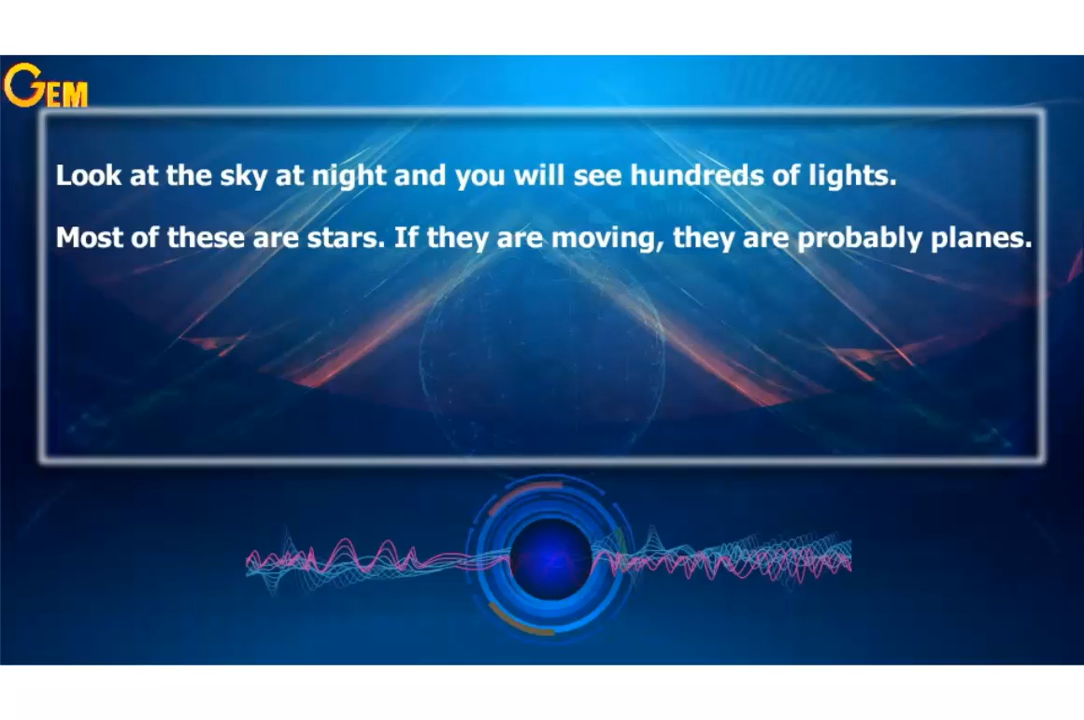 GEM
Look at the sky at night and you will see hundreds of lights.
Most of these are stars. If they are moving, they are probably planes.